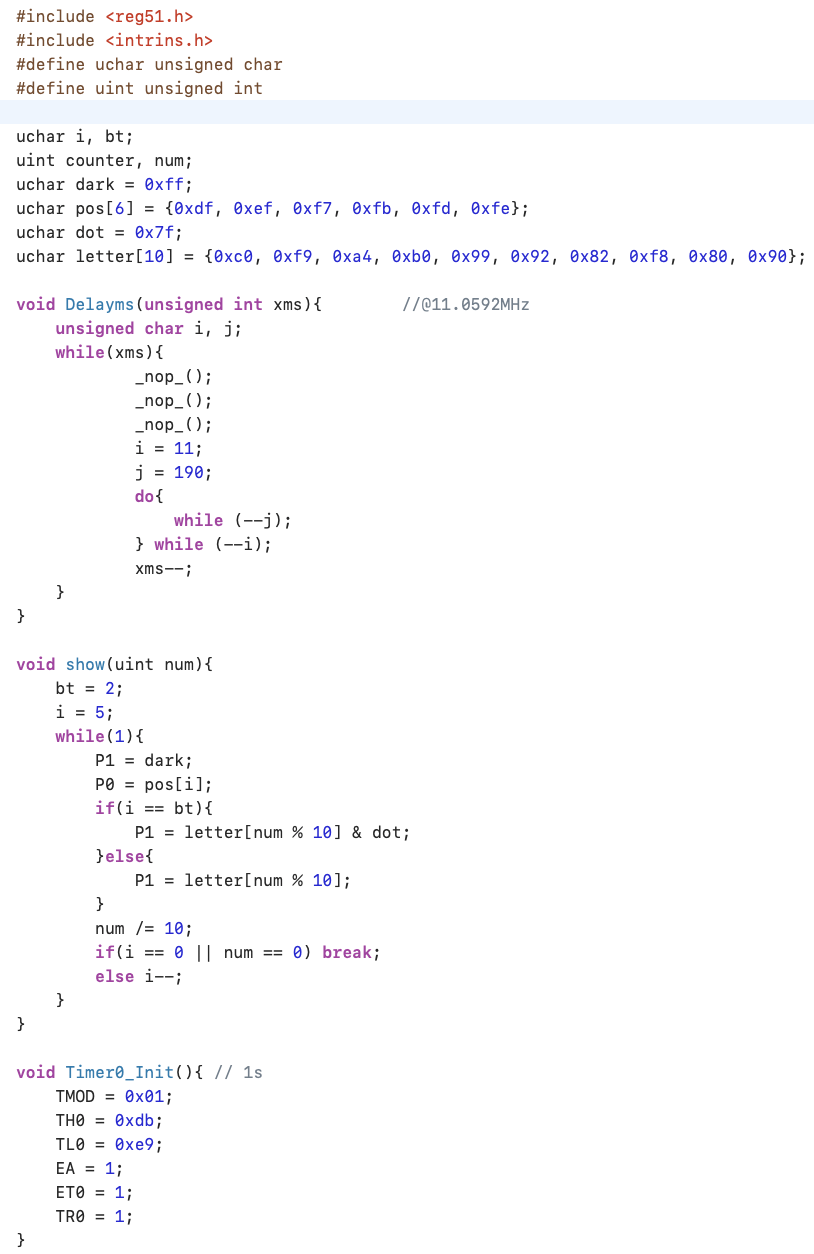 #include <reg51.h>
#include <intrins.h>
#define uchar unsigned char
#define uint unsigned int

uchar i, bt;
uint counter, num;
uchar dark = 0xff;
uchar pos[6] = {0xdf, 0xef, 0xf7, 0xfb, 0xfd, 0xfe};
uchar dot = 0x7f;
uchar letter[10] = {0xc0, 0xf9, 0xa4, 0xb0, 0x99, 0x92, 0x82, 0xf8, 0x80, 0x90};

void Delayms(unsigned int xms){        //@11.0592MHz
    unsigned char i, j;
    while(xms){
            _nop_();
            _nop_();
            _nop_();
            i = 11;
            j = 190;
            do{
                while (--j);
            } while (--i);
            xms--;
    }
}

void show(uint num){
    bt = 2;
    i = 5;
    while(1){
        P1 = dark;
        P0 = pos[i];
        if(i == bt){
            P1 = letter[num % 10] & dot;
        }else{
            P1 = letter[num % 10];
        }
        num /= 10;
        if(i == 0 || num == 0) break;
        else i--;
    }
}

void Timer0_Init(){ // 1s
    TMOD = 0x01;
    TH0 = 0xdb;
    TL0 = 0xe9;
    EA = 1;
    ET0 = 1;
    TR0 = 1;
}